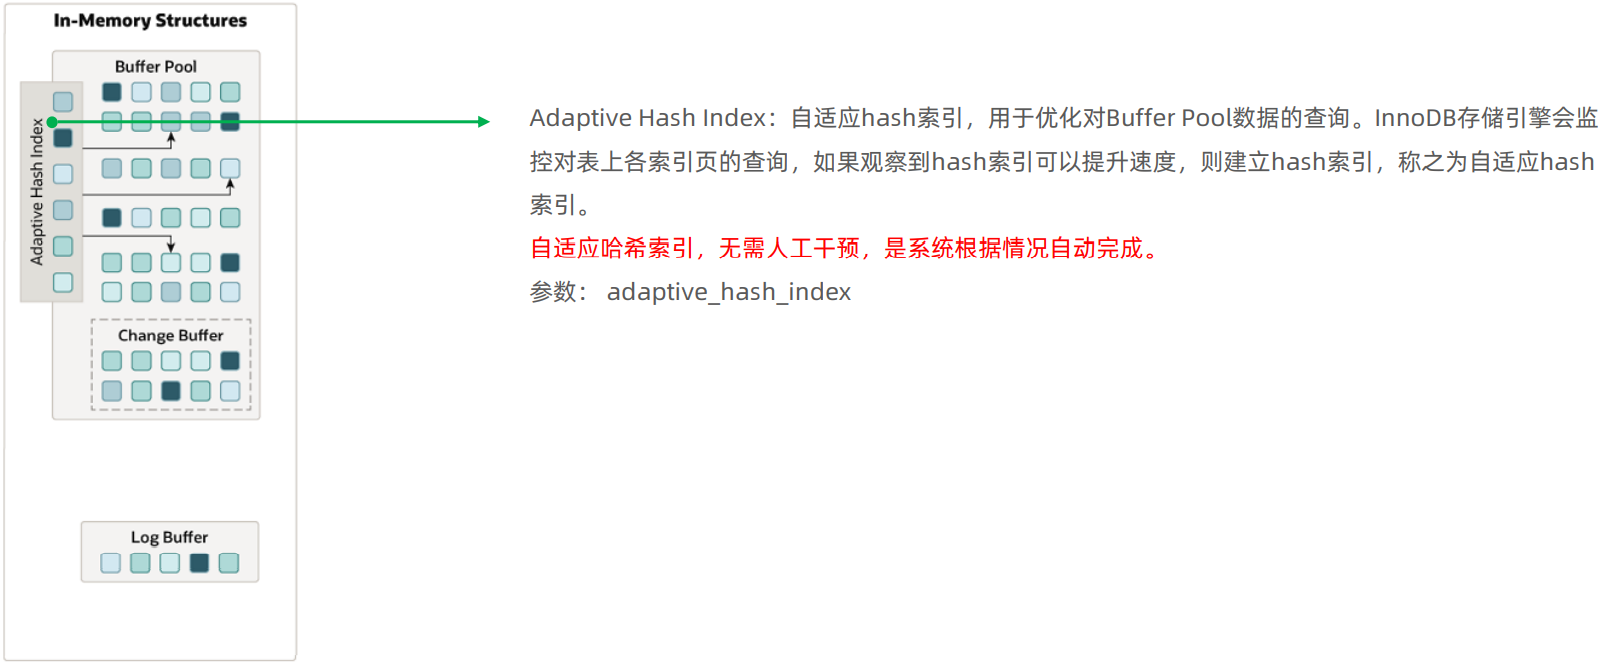 In-Memory Structures
Buffer Pool
Adaptive Hash Index
Change Buffer
Log Buffer
Adaptive Hash Index：自适应hash索引，用于优化对Buffer Pool数据的查询。InnoDB存储引擎会监
控对表上各索引页的查询，如果观察到hash索引可以提升速度，则建立hash索引，称之为自适应hash
索引。
自适应哈希索引，无需人工干预，是系统根据情况自动完成。
参数： adaptive_hash_index